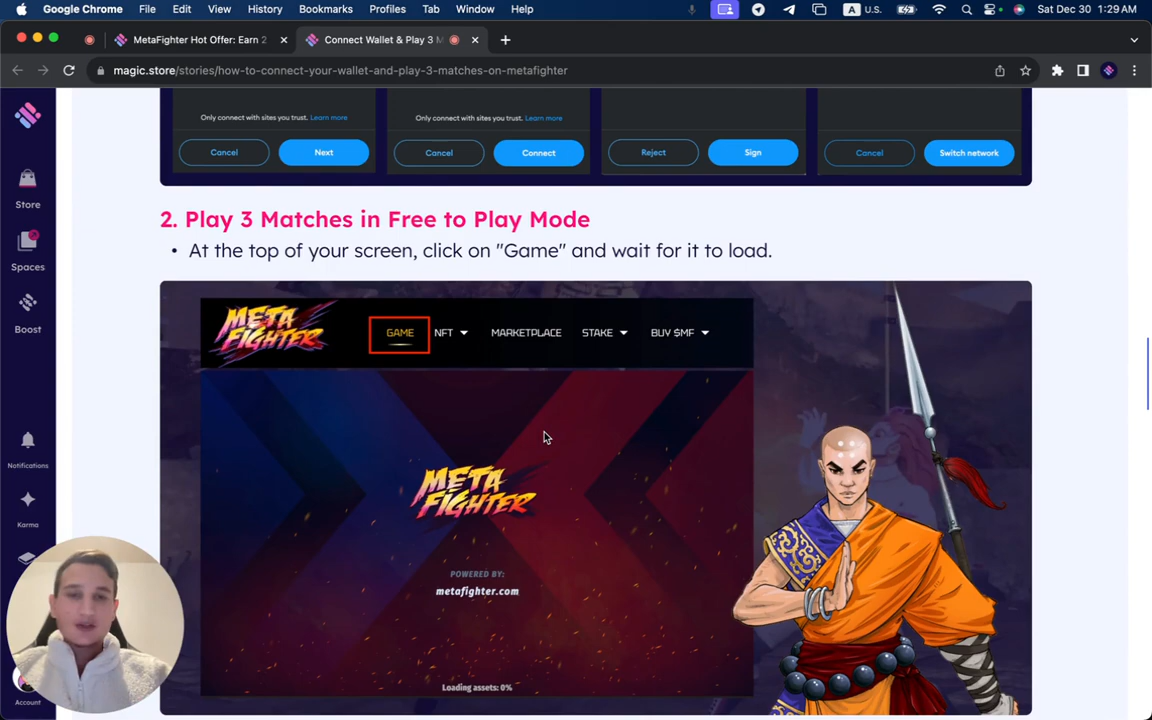 Google Chrome File Edit View History Bookmarks Profiles Tab Window Help A U.S. Sat Dec 30 1:29 AM
MetaFighter Hot Offer: Earn 2
Connect Wallet & Play 3 M
magic.store/stories/how-to-connect-your-wallet-and-play-3-matches-on-metafighter
Store
Spaces
Boost
Notifications
Karma
Account
Only connect with sites you trust. Learn more
Only connect with sites you trust. Learn more
Cancel Next Cancel Connect Reject Sign Cancel Switch network
2. Play 3 Matches in Free to Play Mode
• At the top of your screen, click on "Game" and wait for it to load.
META FIGHTER
GAME NFT MARKETPLACE STAKE BUY $MF
META
FIGHTER
POWERED BY:
metafighter.com
Loading assets: 0%